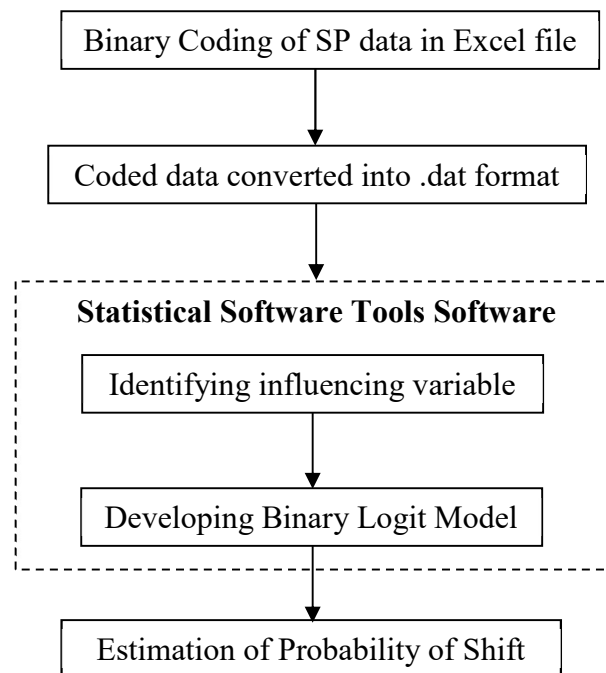 Binary Coding of SP data in Excel file
Coded data converted into .dat format
Statistical Software Tools Software
Identifying influencing variable
Developing Binary Logit Model
Estimation of Probability of Shift